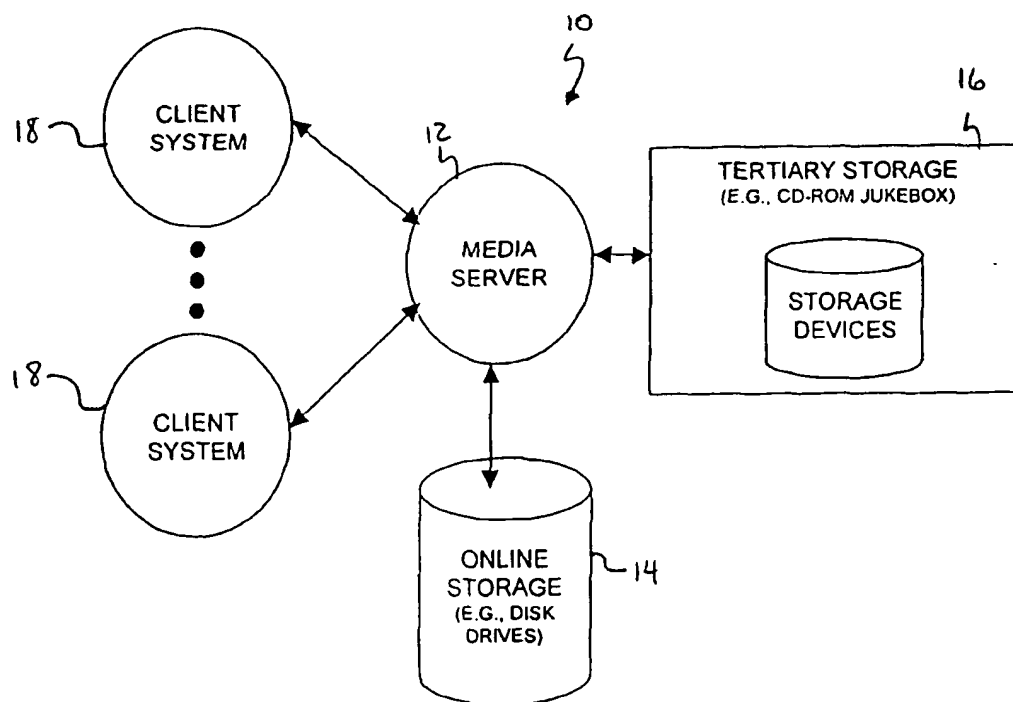 10
18
CLIENT
SYSTEM
12
16
TERTIARY STORAGE
(E.G., CD-ROM JUKEBOX)
MEDIA
SERVER
STORAGE
DEVICES
18
CLIENT
SYSTEM
ONLINE
STORAGE
(E.G., DISK
DRIVES)
14